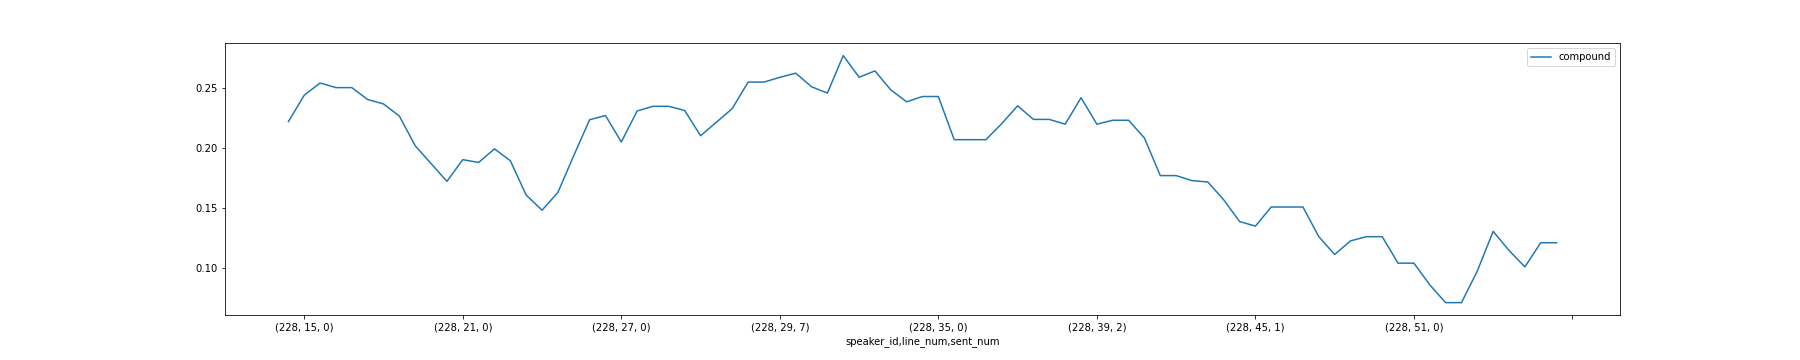 compound
0.25
0.20
0.15
0.10
(228, 15, 0) (228, 21, 0) (228, 27, 0) (228, 29, 7) (228, 35, 0) (228, 39, 2) (228, 45, 1) (228, 51, 0)
speaker_id,line_num,sent_num